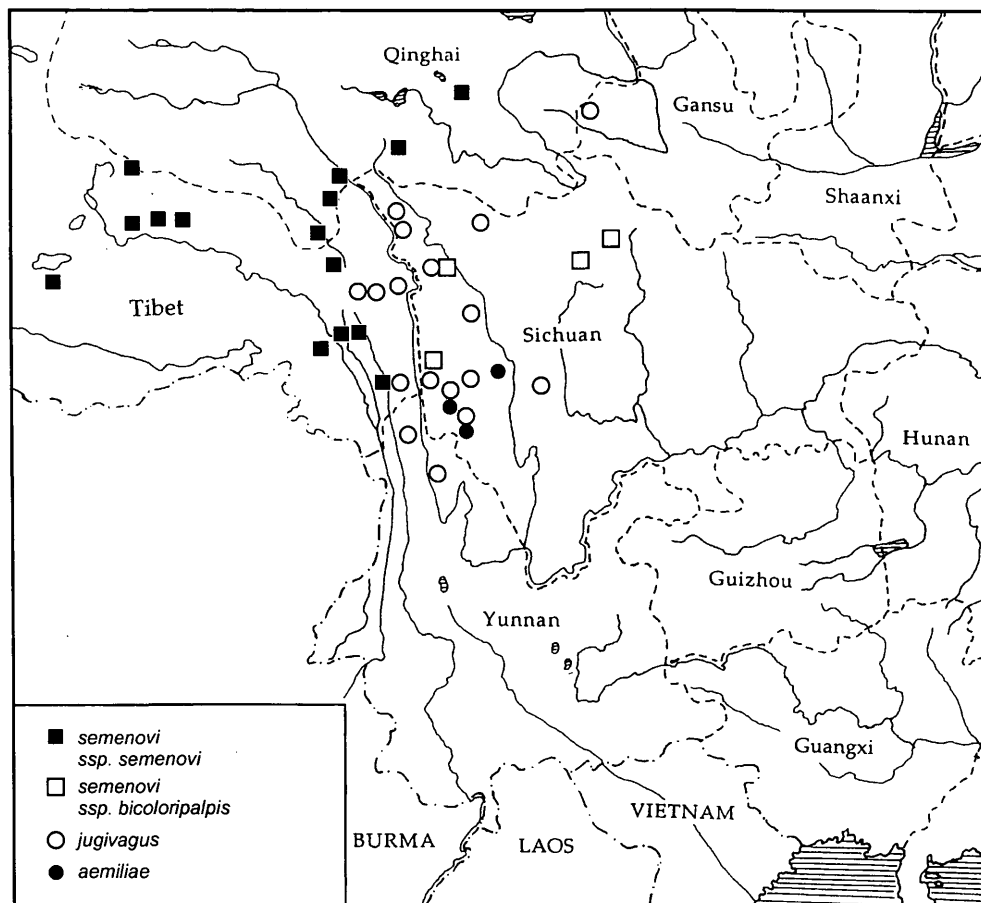 Qinghai
Gansu
Shaanxi
Tibet
Sichuan
Hunan
Guizhou
Yunnan
Guangxi
VIETNAM
BURMA
LAOS
semenovi
ssp. semenovi
semenovi
ssp. bicoloripalpis
jugivagus
aemiliae